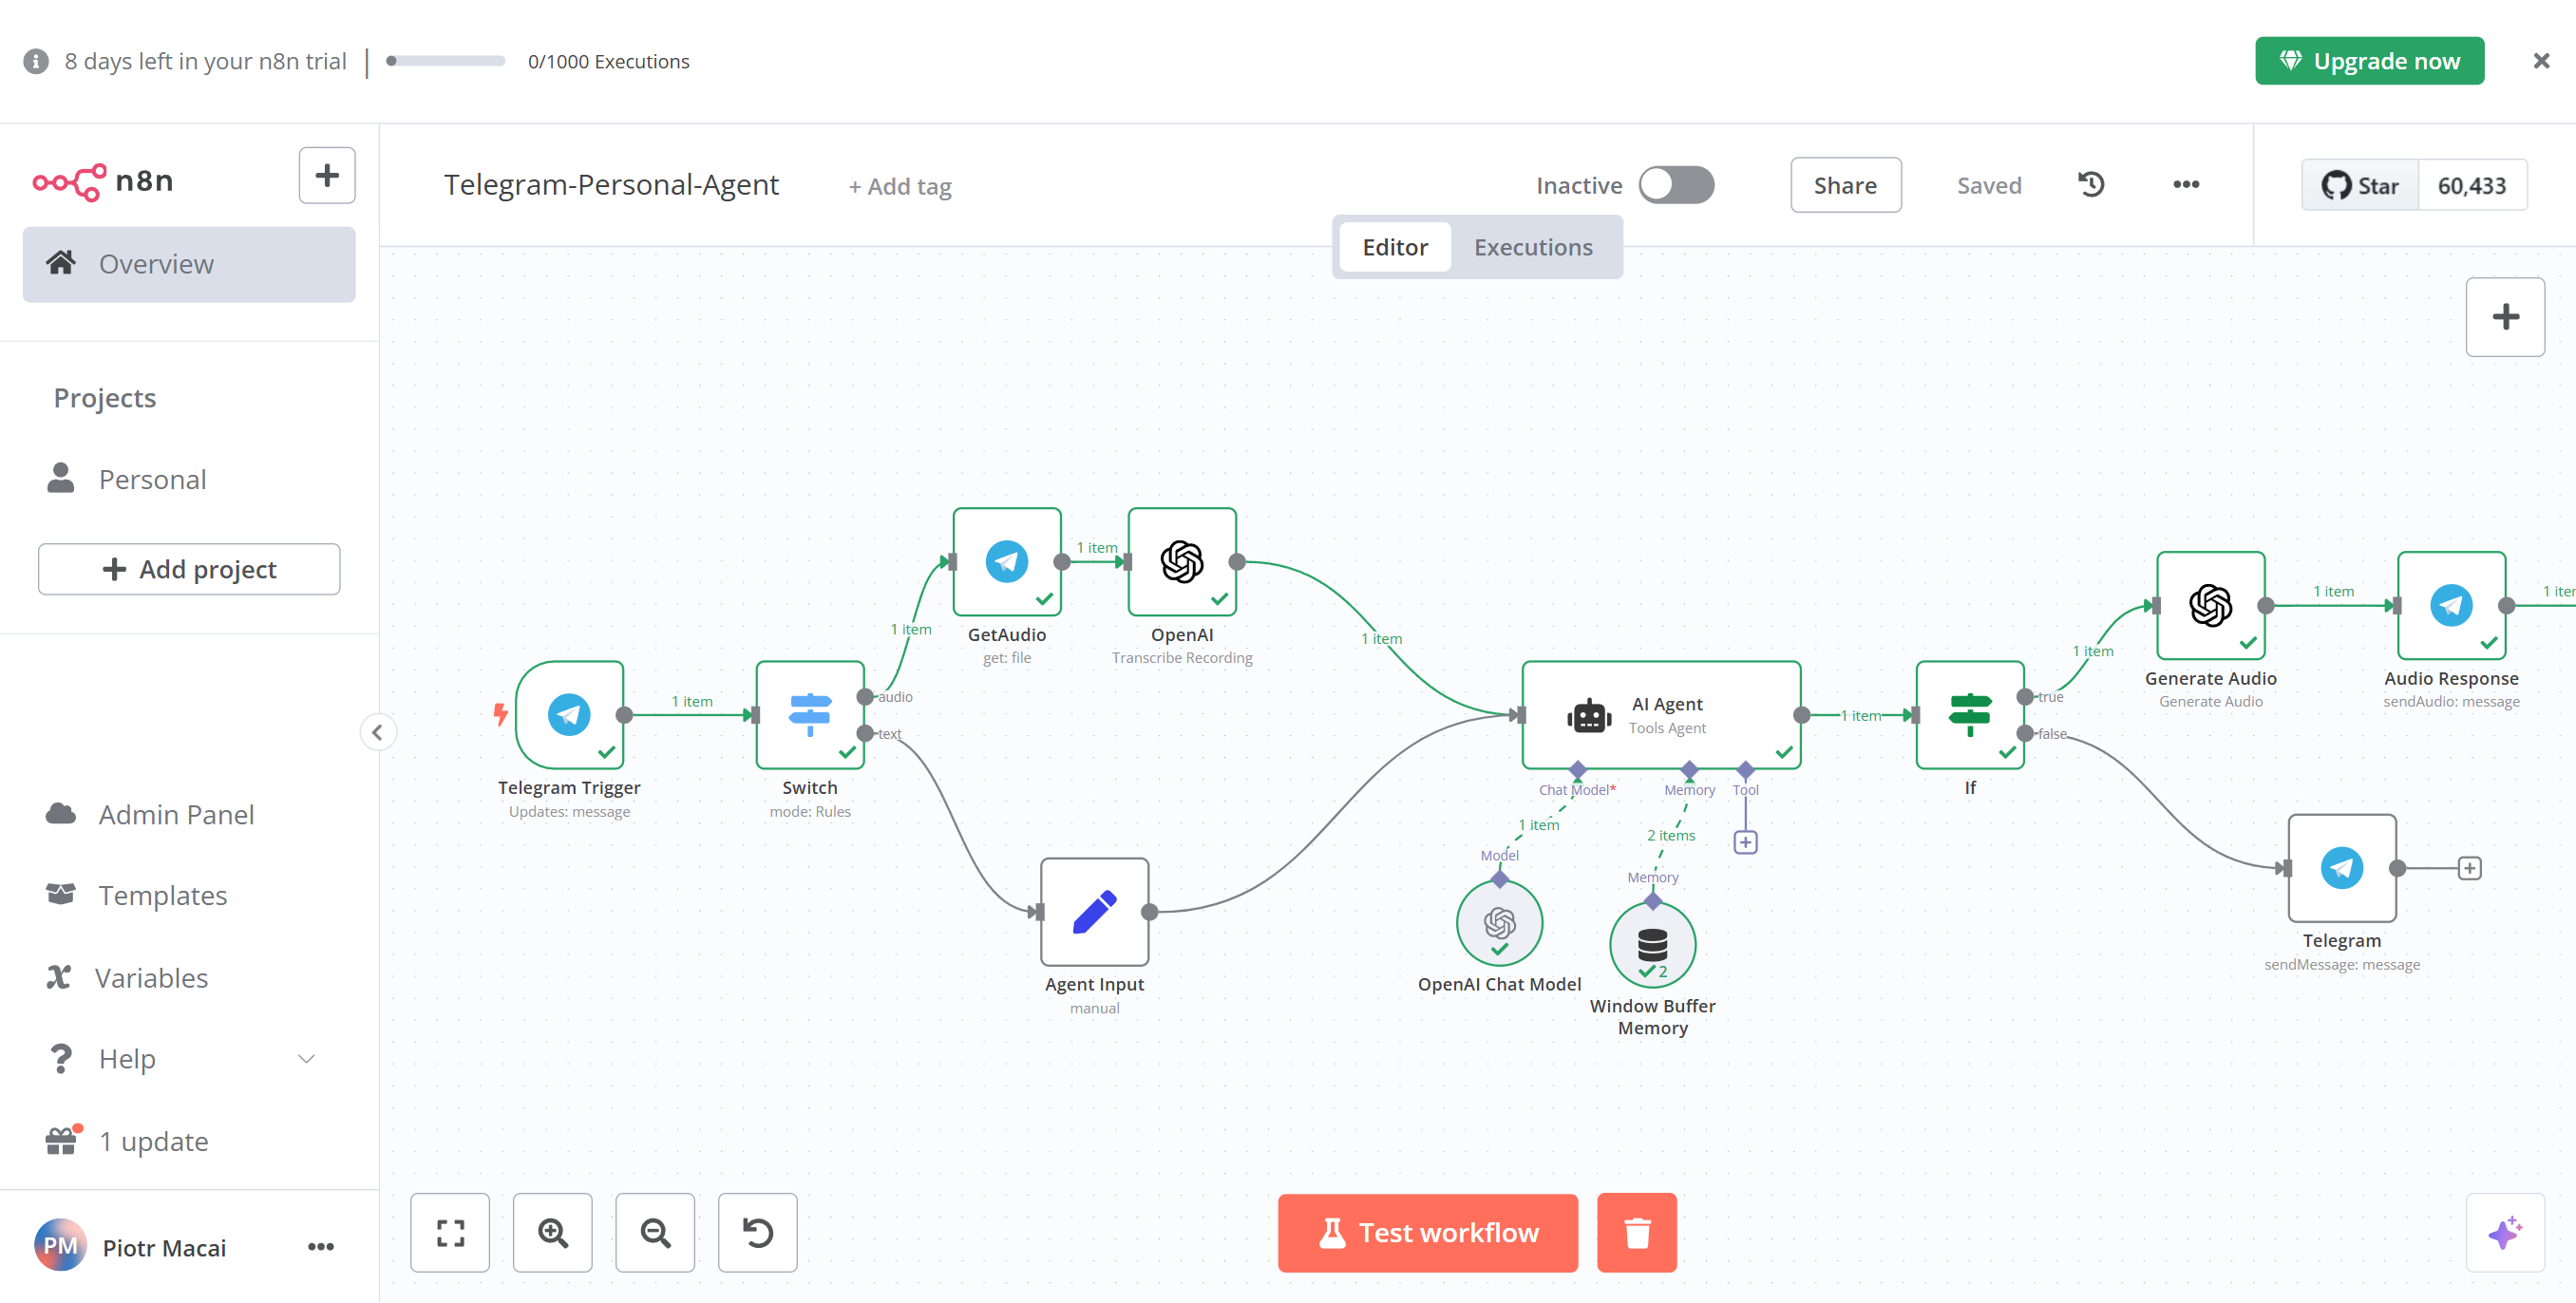 8 days left in your n8n trial
0/1000 Executions
Upgrade now
n8n
Telegram-Personal-Agent
+ Add tag
Inactive
Share
Saved
Star
60,433
Editor
Executions
Overview
Projects
Personal
Add project
Admin Panel
Templates
Variables
Help
1 update
PM
Piotr Macai
Telegram Trigger
Updates: message
1 item
Switch
mode: Rules
audio
text
1 item
GetAudio
get: file
1 item
OpenAI
Transcribe Recording
1 item
Agent Input
manual
AI Agent
Tools Agent
Chat Model*
Memory
Tool
1 item
2 items
Model
Memory
OpenAI Chat Model
2
Window Buffer
Memory
1 item
If
true
false
1 item
Generate Audio
Generate Audio
1 item
Audio Response
sendAudio: message
1 iter
Telegram
sendMessage: message
Test workflow